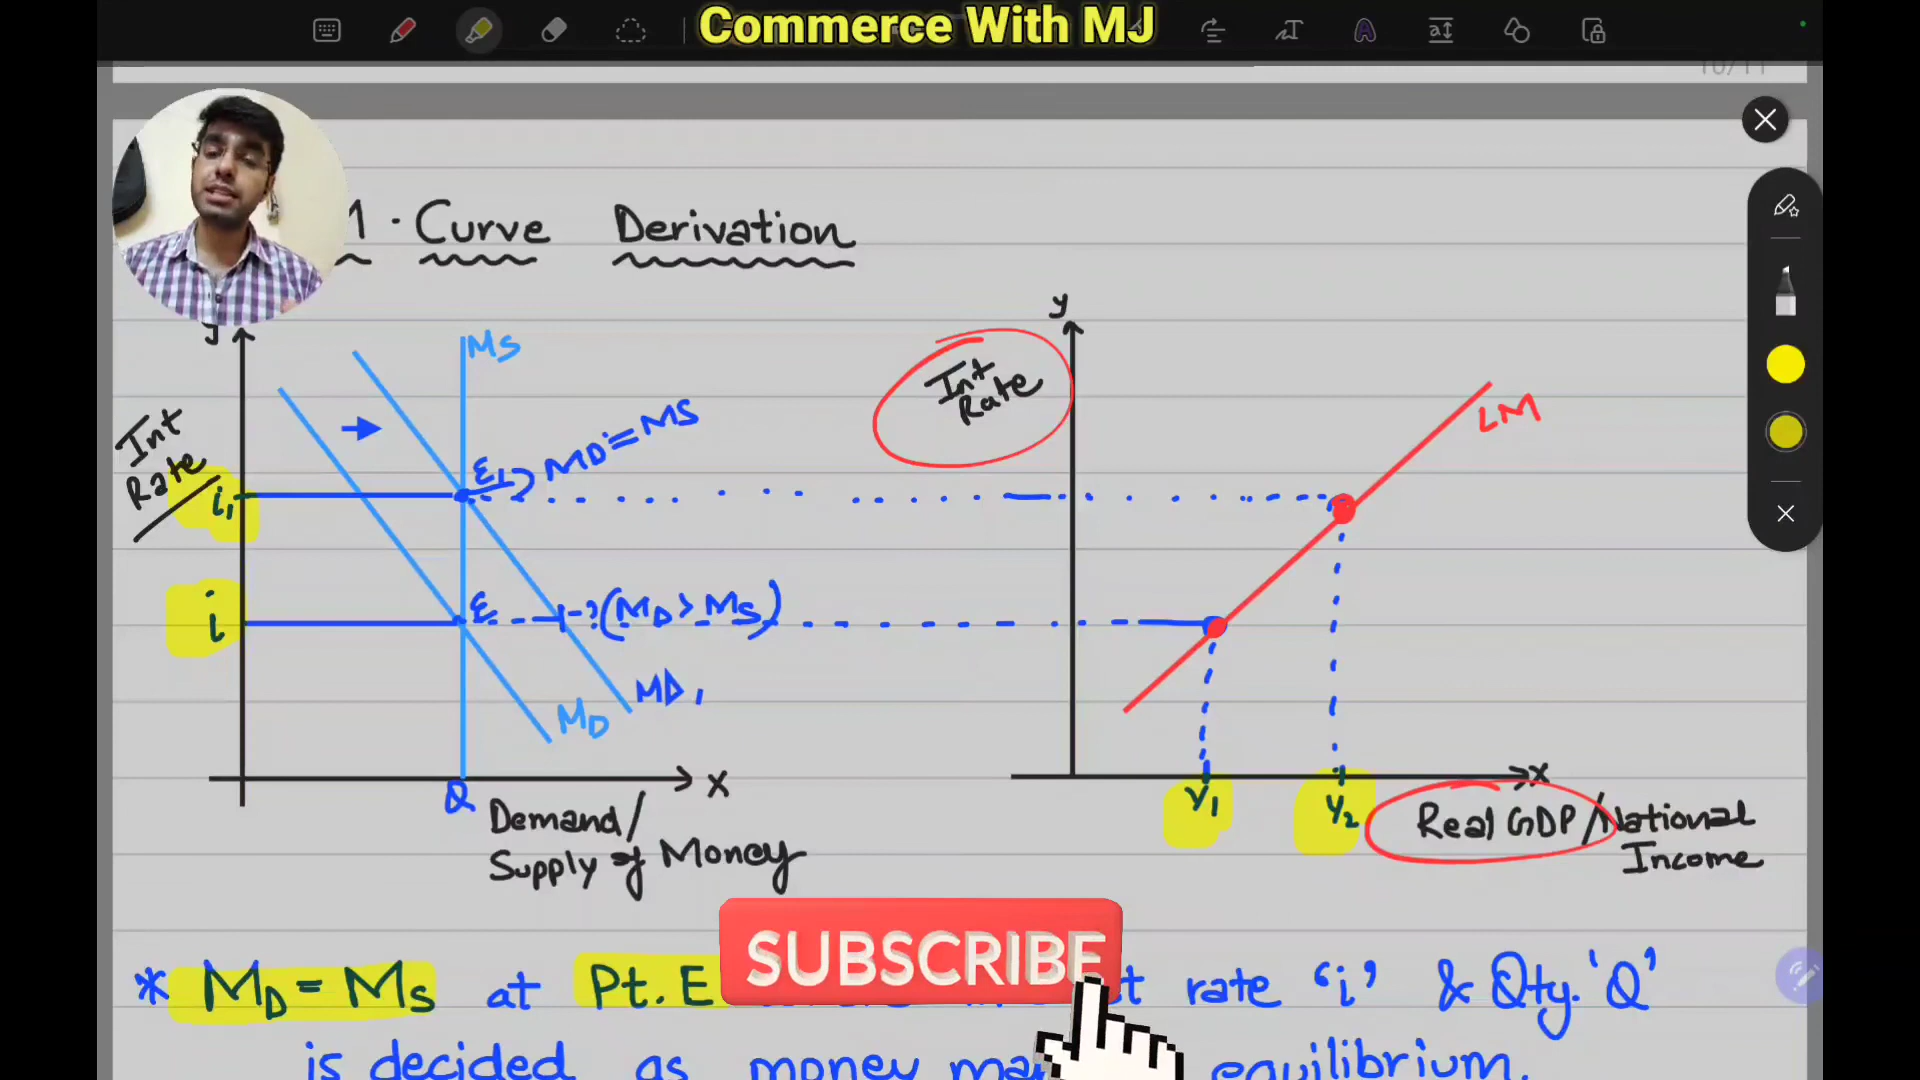 Commerce With MJ
Curve Derivation
y
y
MS
Int Rate
Int
Rate
LM
E1 MD = MS
i1
E (MD > MS)
i
MD1
MD
X
X
Q
Y1
Y2
Demand/
Supply of Money
Real GDP/National
Income
SUBSCRIBE
* MD = MS at Pt. E rate 'i' & Qty. 'Q'
is decided as money equilibrium.